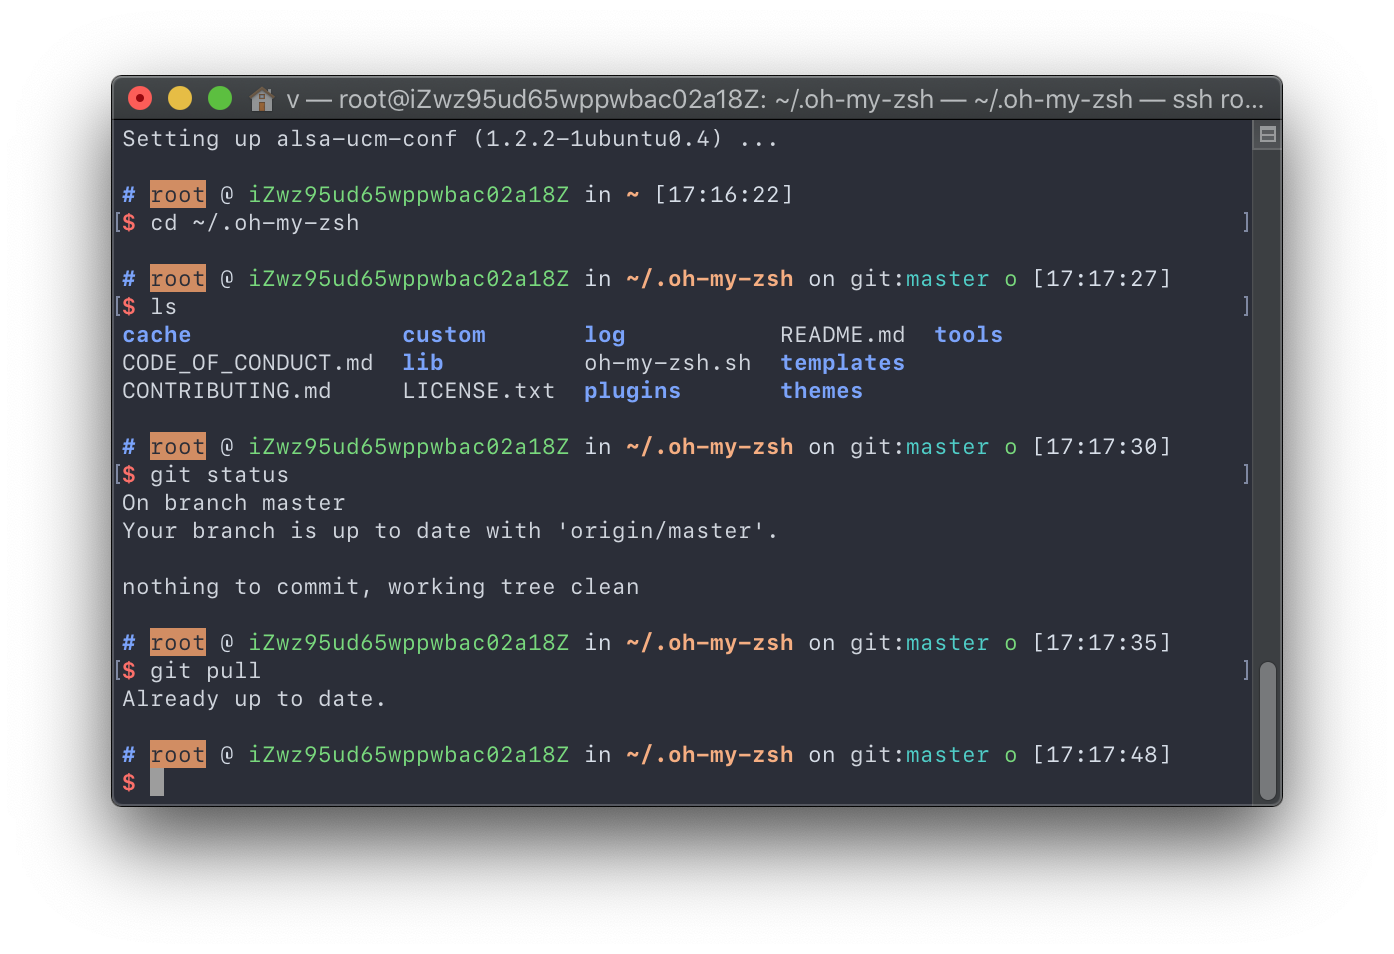 v — root@iZwz95ud65wppwbac02a18Z: ~/.oh-my-zsh — ~/.oh-my-zsh — ssh ro...
Setting up alsa-ucm-conf (1.2.2-1ubuntu0.4) ...
# root @ iZwz95ud65wppwbac02a18Z in ~ [17:16:22]
[$ cd ~/.oh-my-zsh ]
# root @ iZwz95ud65wppwbac02a18Z in ~/.oh-my-zsh on git:master o [17:17:27]
[$ ls ]
cache custom log README.md tools
CODE_OF_CONDUCT.md lib oh-my-zsh.sh templates
CONTRIBUTING.md LICENSE.txt plugins themes
# root @ iZwz95ud65wppwbac02a18Z in ~/.oh-my-zsh on git:master o [17:17:30]
[$ git status ]
On branch master
Your branch is up to date with 'origin/master'.
nothing to commit, working tree clean
# root @ iZwz95ud65wppwbac02a18Z in ~/.oh-my-zsh on git:master o [17:17:35]
[$ git pull ]
Already up to date.
# root @ iZwz95ud65wppwbac02a18Z in ~/.oh-my-zsh on git:master o [17:17:48]
$